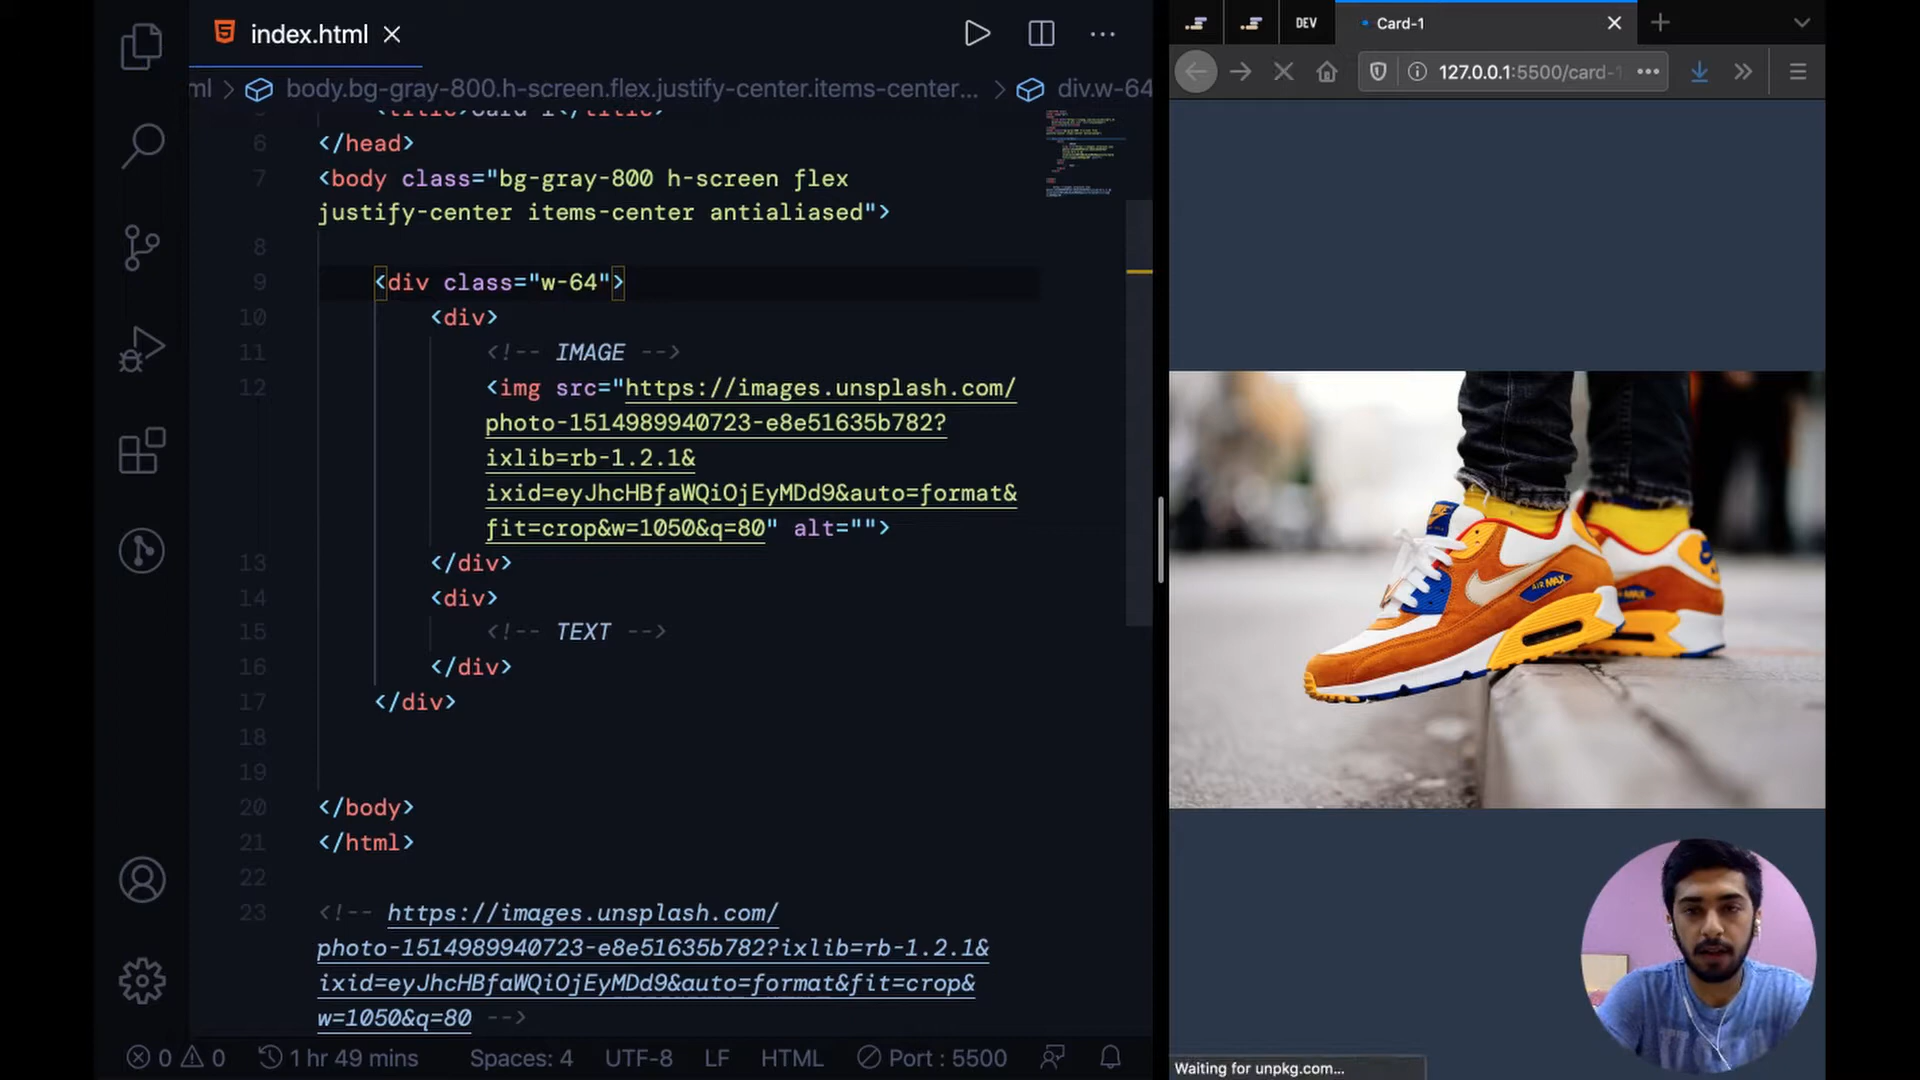 index.html
DEV
Card-1
ml
body.bg-gray-800.h-screen.flex.justify-center.items-center...
div.w-64
127.0.0.1:5500/card-1
<title>Card-1</title>
6 </head>
7 <body class="bg-gray-800 h-screen flex
justify-center items-center antialiased">
8
9 <div class="w-64">
10 <div>
11 <!-- IMAGE -->
12 <img src="https://images.unsplash.com/
photo-1514989940723-e8e51635b782?
ixlib=rb-1.2.1&
ixid=eyJhcHBfaWQiOjEyMDd9&auto=format&
fit=crop&w=1050&q=80" alt="">
13 </div>
14 <div>
15 <!-- TEXT -->
16 </div>
17 </div>
18
19
20 </body>
21 </html>
22
23 <!-- https://images.unsplash.com/
photo-1514989940723-e8e51635b782?ixlib=rb-1.2.1&
ixid=eyJhcHBfaWQiOjEyMDd9&auto=format&fit=crop&
w=1050&q=80 -->
AIR MAX
0 0 1 hr 49 mins Spaces: 4 UTF-8 LF HTML Port : 5500
Waiting for unpkg.com...